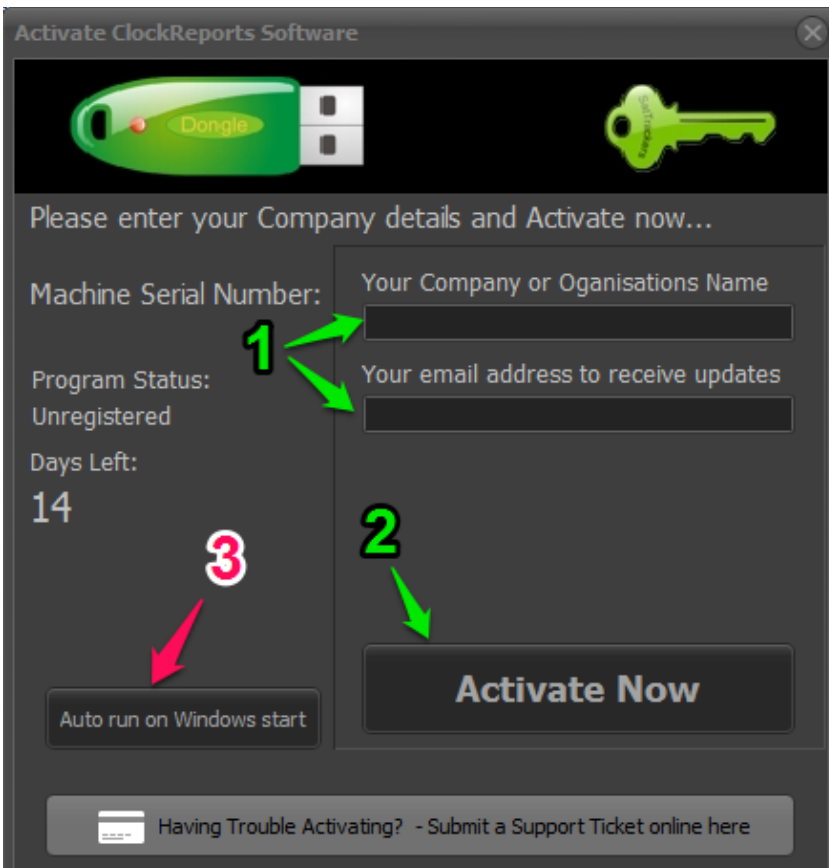 Activate ClockReports Software
Dongle
SatTrackers
Please enter your Company details and Activate now...
Machine Serial Number:
Your Company or Oganisations Name
1
Program Status:
Unregistered
Your email address to receive updates
Days Left:
14
3
2
Auto run on Windows start
Activate Now
Having Trouble Activating?  - Submit a Support Ticket online here